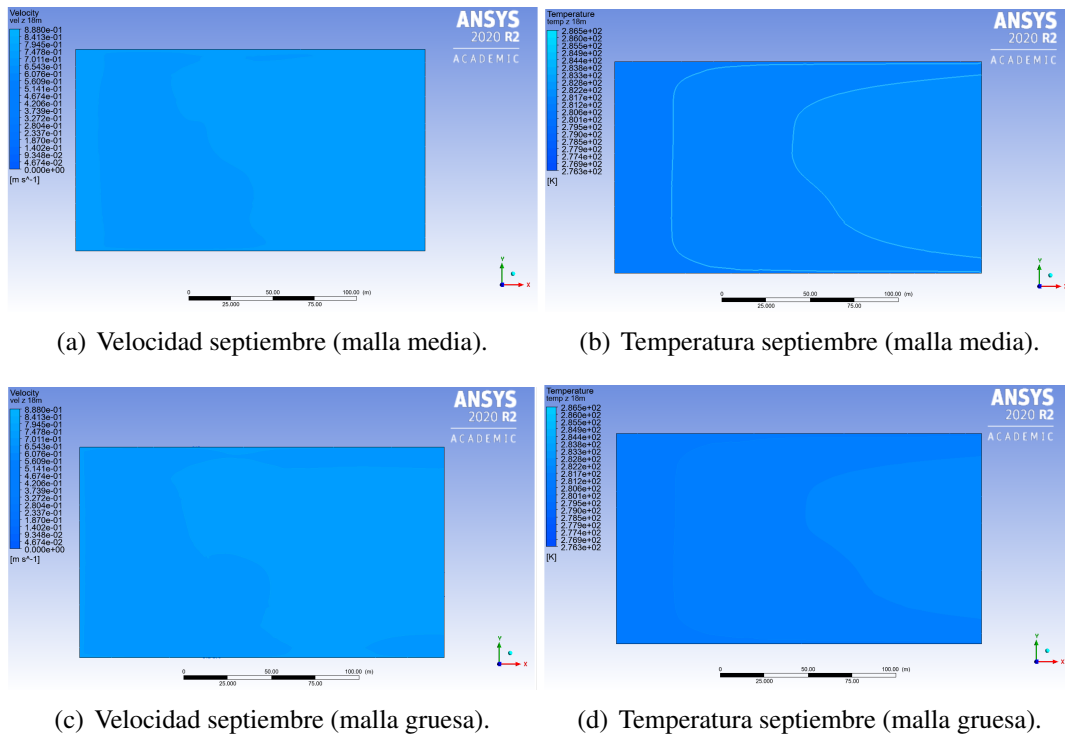 Velocity
vel z 18m
8.880e-01
8.413e-01
7.945e-01
7.478e-01
7.011e-01
6.543e-01
6.076e-01
5.609e-01
5.141e-01
4.674e-01
4.206e-01
3.739e-01
3.272e-01
2.804e-01
2.337e-01
1.870e-01
1.402e-01
9.348e-02
4.674e-02
0.000e+00
[m s^-1]
ANSYS
2020 R2
ACADEMIC
Y
X
0 50.00 100.00 (m)
25.000 75.00
Temperature
temp z 18m
2.865e+02
2.860e+02
2.855e+02
2.849e+02
2.844e+02
2.838e+02
2.833e+02
2.828e+02
2.822e+02
2.817e+02
2.812e+02
2.806e+02
2.801e+02
2.795e+02
2.790e+02
2.785e+02
2.779e+02
2.774e+02
2.769e+02
2.763e+02
[K]
ANSYS
2020 R2
ACADEMIC
Y
X
0 50.00 100.00 (m)
25.000 75.00
(a) Velocidad septiembre (malla media).
(b) Temperatura septiembre (malla media).
Velocity
vel z 18m
8.880e-01
8.413e-01
7.945e-01
7.478e-01
7.011e-01
6.543e-01
6.076e-01
5.609e-01
5.141e-01
4.674e-01
4.206e-01
3.739e-01
3.272e-01
2.804e-01
2.337e-01
1.870e-01
1.402e-01
9.348e-02
4.674e-02
0.000e+00
[m s^-1]
ANSYS
2020 R2
ACADEMIC
Y
X
0 50.00 100.00 (m)
25.000 75.00
Temperature
temp z 18m
2.865e+02
2.860e+02
2.855e+02
2.849e+02
2.844e+02
2.838e+02
2.833e+02
2.828e+02
2.822e+02
2.817e+02
2.812e+02
2.806e+02
2.801e+02
2.795e+02
2.790e+02
2.785e+02
2.779e+02
2.774e+02
2.769e+02
2.763e+02
[K]
ANSYS
2020 R2
ACADEMIC
Y
X
0 50.00 100.00 (m)
25.000 75.00
(c) Velocidad septiembre (malla gruesa).
(d) Temperatura septiembre (malla gruesa).